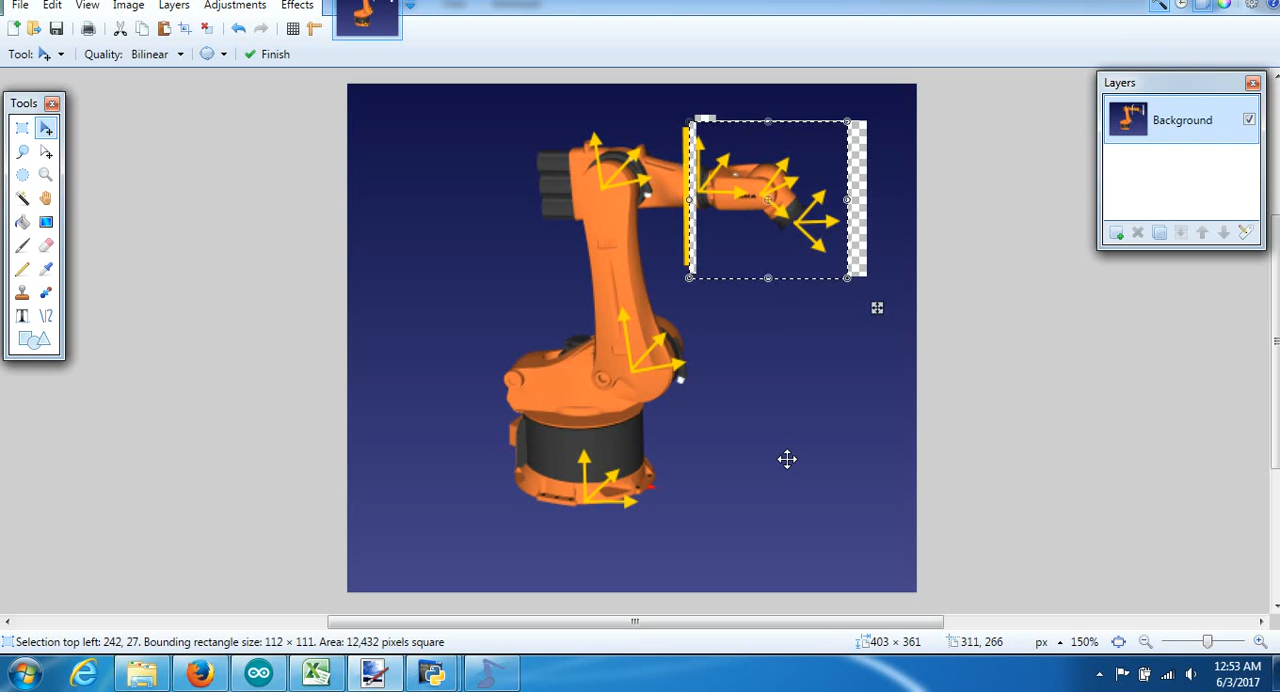 File Edit View Image Layers Adjustments Effects
Tool: Quality: Bilinear Finish
Tools
Layers
Background
Selection top left: 242, 27. Bounding rectangle size: 112 × 111. Area: 12,432 pixels square 403 × 361 311, 266 px 150%
12:53 AM
6/3/2017